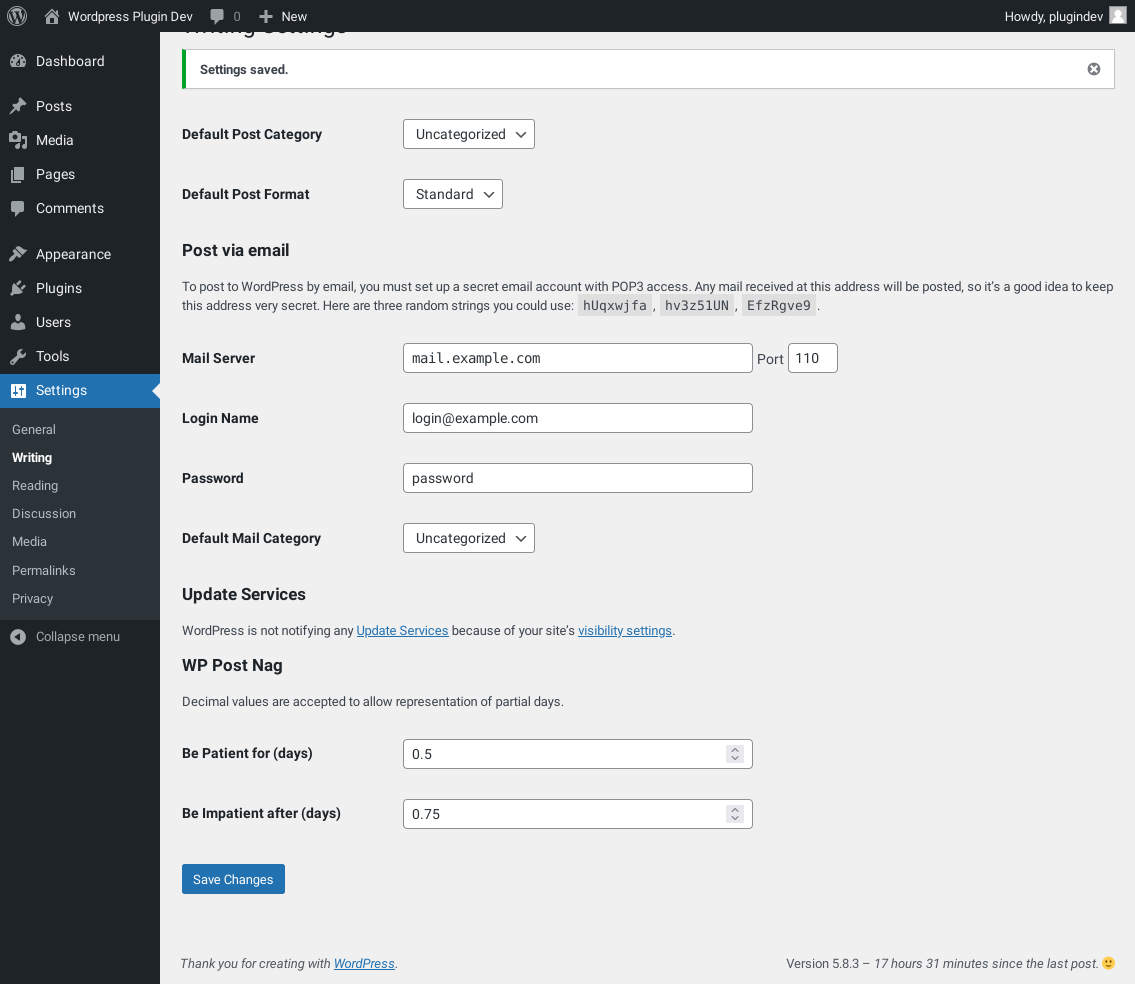 Wordpress Plugin Dev 0 New Howdy, plugindev
Writing Settings
Dashboard
Posts
Media
Pages
Comments
Appearance
Plugins
Users
Tools
Settings
General
Writing
Reading
Discussion
Media
Permalinks
Privacy
Collapse menu
Settings saved.
Default Post Category Uncategorized
Default Post Format Standard
Post via email
To post to WordPress by email, you must set up a secret email account with POP3 access. Any mail received at this address will be posted, so it’s a good idea to keep
this address very secret. Here are three random strings you could use: hUqxwjfa , hv3z51UN , EfzRgve9 .
Mail Server mail.example.com Port 110
Login Name login@example.com
Password password
Default Mail Category Uncategorized
Update Services
WordPress is not notifying any Update Services because of your site’s visibility settings.
WP Post Nag
Decimal values are accepted to allow representation of partial days.
Be Patient for (days) 0.5
Be Impatient after (days) 0.75
Save Changes
Thank you for creating with WordPress. Version 5.8.3 – 17 hours 31 minutes since the last post. 🙂